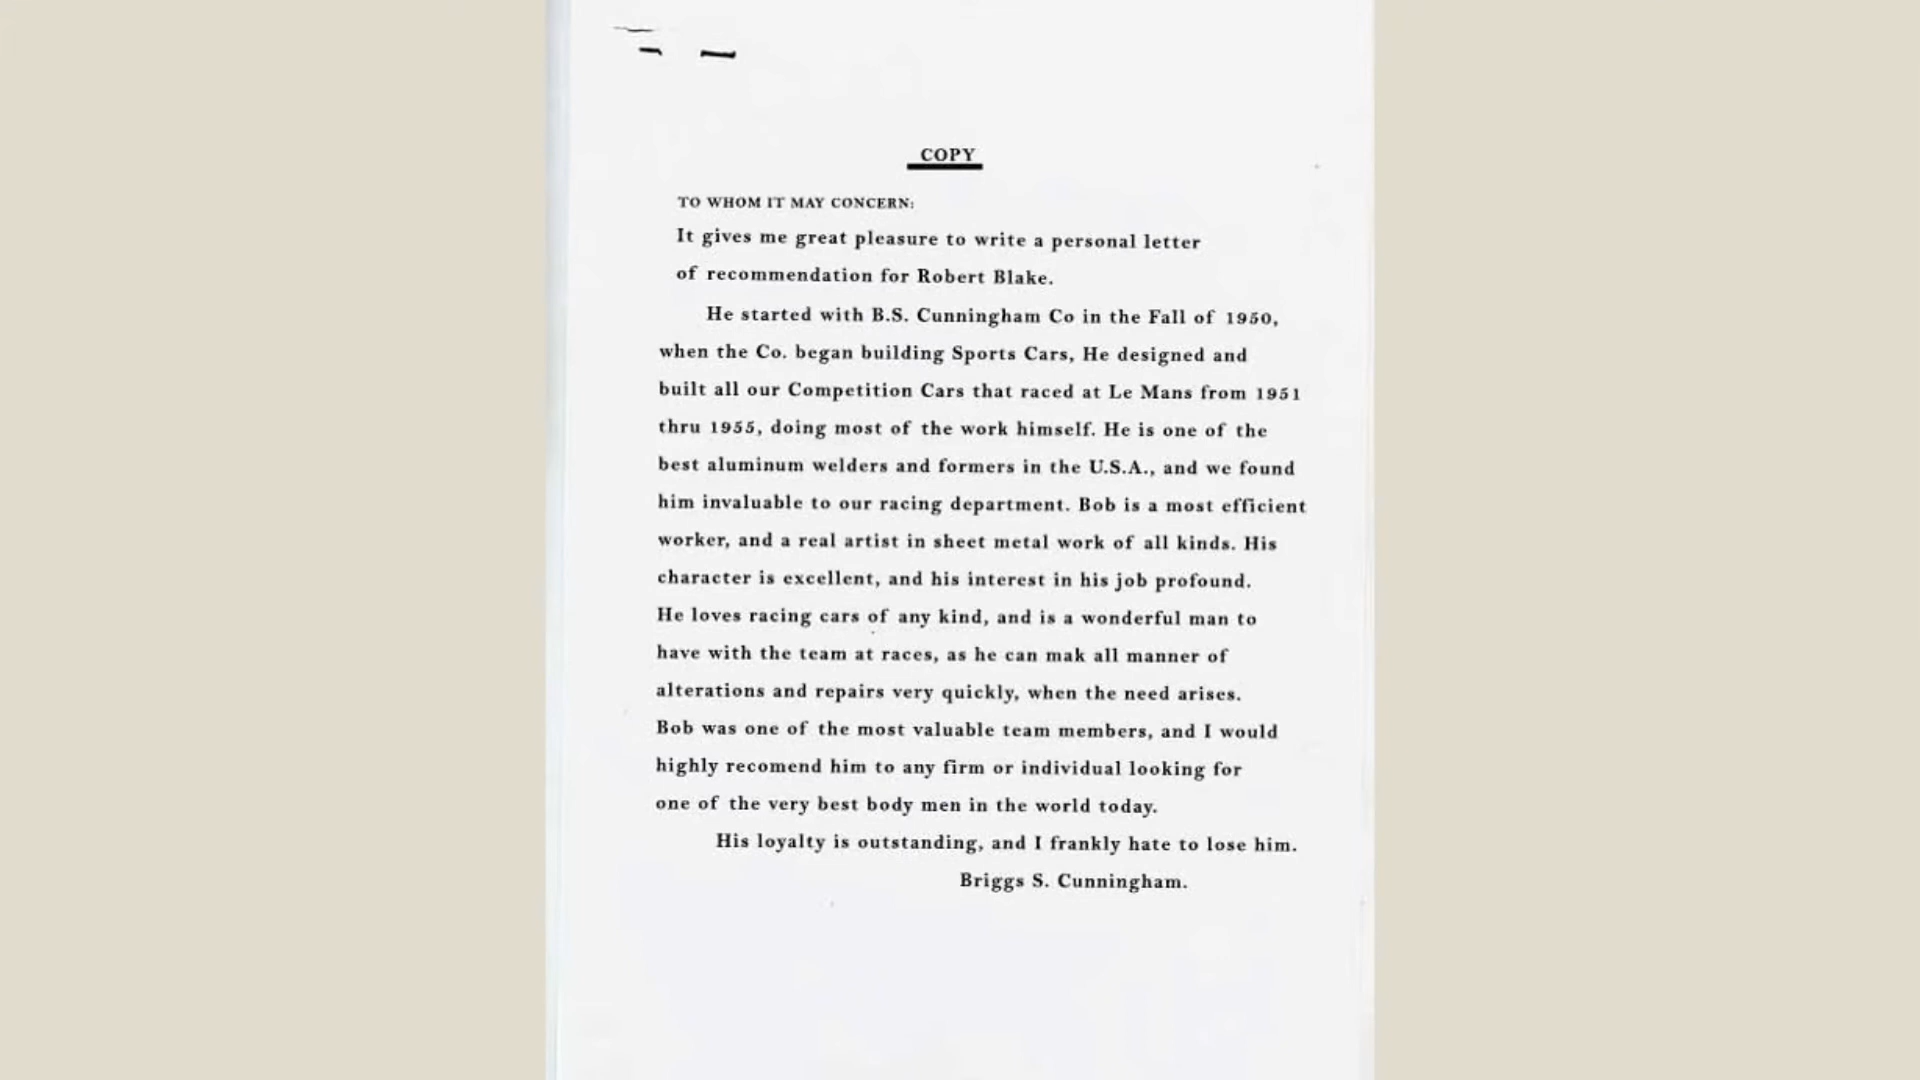 COPY
TO WHOM IT MAY CONCERN:
It gives me great pleasure to write a personal letter
of recommendation for Robert Blake.
He started with B.S. Cunningham Co in the Fall of 1950,
when the Co. began building Sports Cars, He designed and
built all our Competition Cars that raced at Le Mans from 1951
thru 1955, doing most of the work himself. He is one of the
best aluminum welders and formers in the U.S.A., and we found
him invaluable to our racing department. Bob is a most efficient
worker, and a real artist in sheet metal work of all kinds. His
character is excellent, and his interest in his job profound.
He loves racing cars of any kind, and is a wonderful man to
have with the team at races, as he can mak all manner of
alterations and repairs very quickly, when the need arises.
Bob was one of the most valuable team members, and I would
highly recomend him to any firm or individual looking for
one of the very best body men in the world today.
His loyalty is outstanding, and I frankly hate to lose him.
Briggs S. Cunningham.